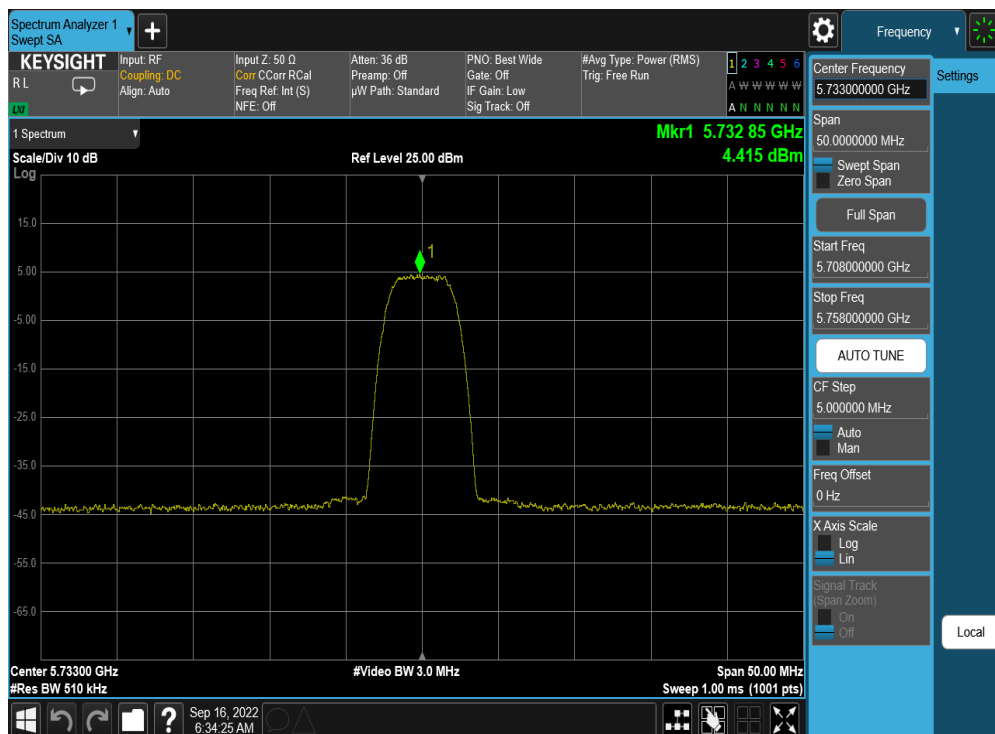 Spectrum Analyzer 1
Swept SA
+
Frequency
KEYSIGHT
R L
LXI
Input: RF
Coupling: DC
Align: Auto
Input Z: 50 Ω
Corr CCorr RCal
Freq Ref: Int (S)
NFE: Off
Atten: 36 dB
Preamp: Off
µW Path: Standard
PNO: Best Wide
Gate: Off
IF Gain: Low
Sig Track: Off
#Avg Type: Power (RMS)
Trig: Free Run
1 2 3 4 5 6
A W W W W W
A N N N N N
1 Spectrum
Scale/Div 10 dB
Log
Ref Level 25.00 dBm
Mkr1 5.732 85 GHz
4.415 dBm
15.0
5.00
-5.00
-15.0
-25.0
-35.0
-45.0
-55.0
-65.0
1
Center 5.73300 GHz
#Res BW 510 kHz
#Video BW 3.0 MHz
Span 50.00 MHz
Sweep 1.00 ms (1001 pts)
Center Frequency
5.733000000 GHz
Span
50.0000000 MHz
Swept Span
Zero Span
Full Span
Start Freq
5.708000000 GHz
Stop Freq
5.758000000 GHz
AUTO TUNE
CF Step
5.000000 MHz
Auto
Man
Freq Offset
0 Hz
X Axis Scale
Log
Lin
Signal Track
(Span Zoom)
On
Off
Settings
Local
?
Sep 16, 2022
6:34:25 AM